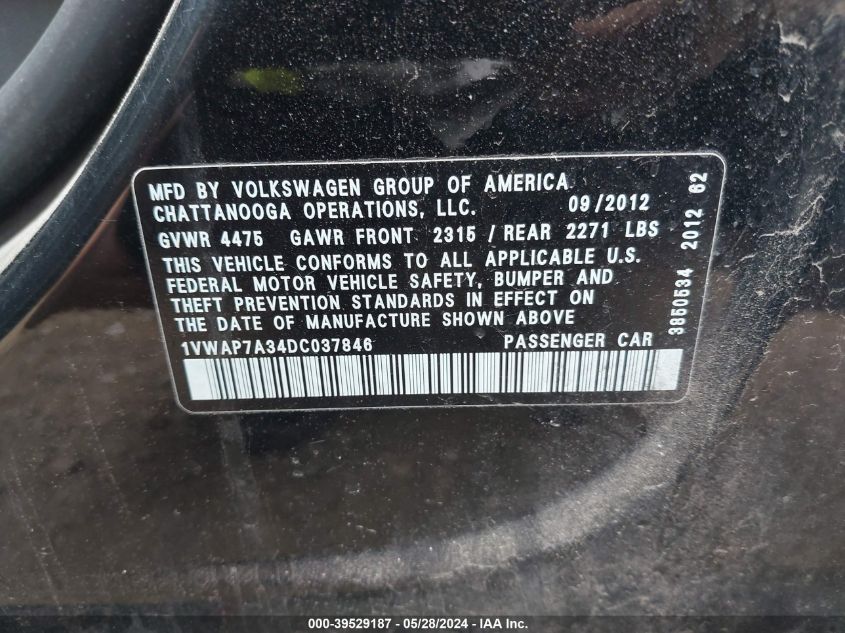 MFD BY VOLKSWAGEN GROUP OF AMERICA
CHATTANOOGA OPERATIONS, LLC. 09/2012
GVWR 4475 GAWR FRONT 2315 / REAR 2271 LBS
THIS VEHICLE CONFORMS TO ALL APPLICABLE U.S.
FEDERAL MOTOR VEHICLE SAFETY, BUMPER AND
THEFT PREVENTION STANDARDS IN EFFECT ON
THE DATE OF MANUFACTURE SHOWN ABOVE
1VWAP7A34DC037846 PASSENGER CAR
3850534 2012 62
000-39529187 - 05/28/2024 - IAA Inc.